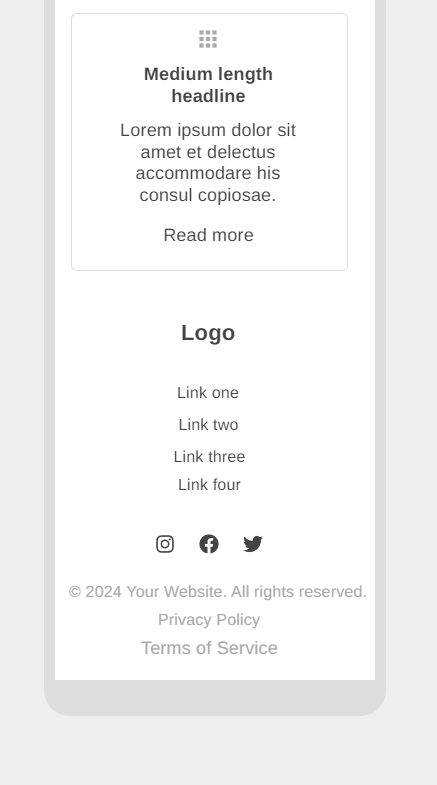 Medium length
headline
Lorem ipsum dolor sit
amet et delectus
accommodare his
consul copiosae.
Read more
Logo
Link one
Link two
Link three
Link four
© 2024 Your Website. All rights reserved.
Privacy Policy
Terms of Service